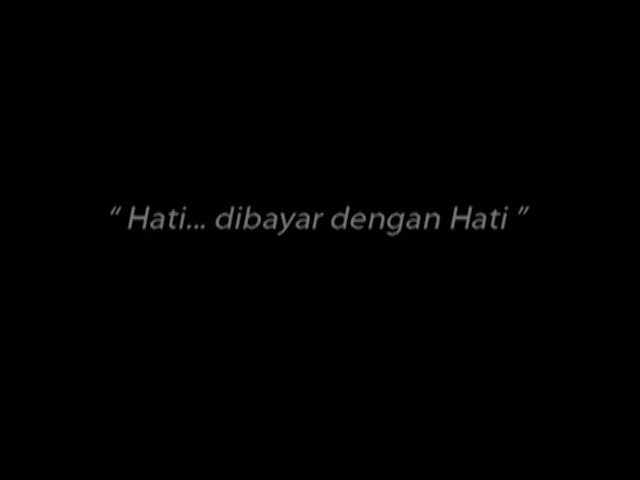 “ Hati... dibayar dengan Hati ”